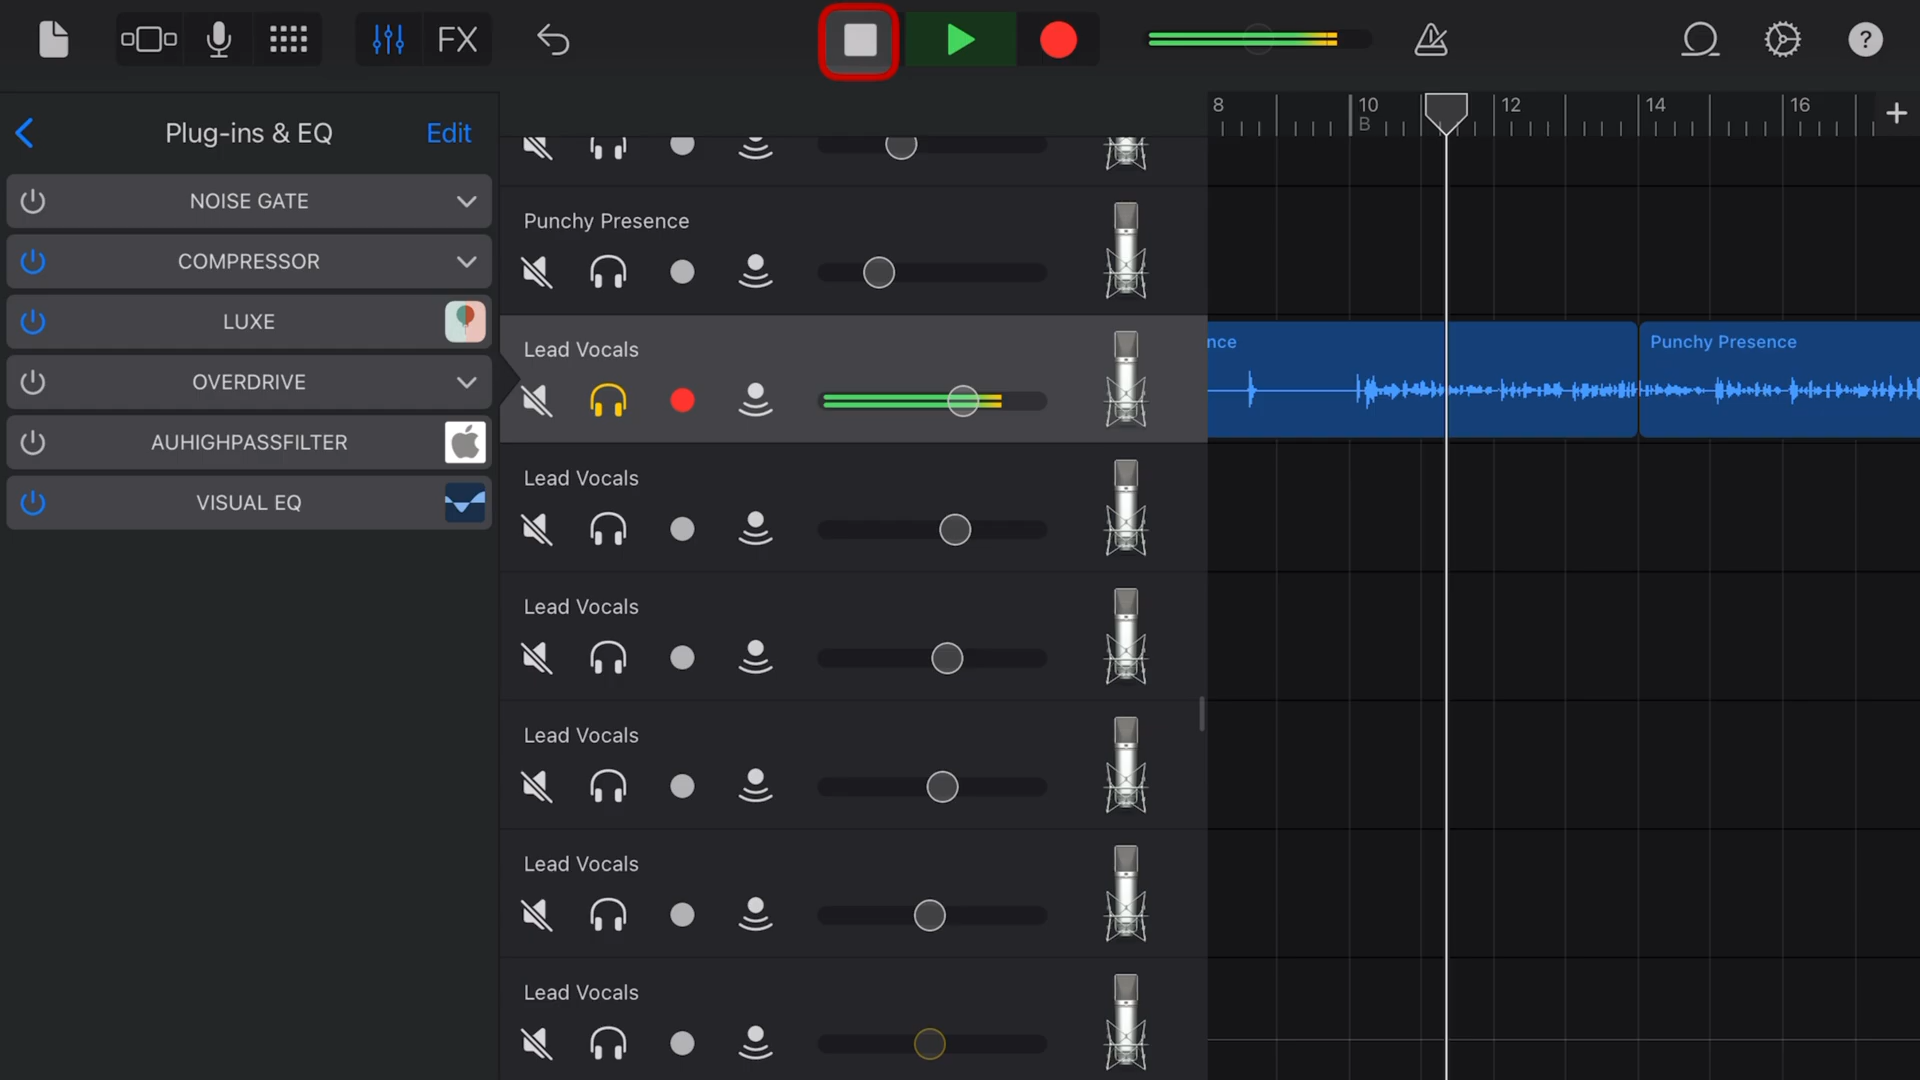 FX
?
Plug-ins & EQ
Edit
NOISE GATE
COMPRESSOR
LUXE
OVERDRIVE
AUHIGHPASSFILTER
VISUAL EQ
Punchy Presence
Lead Vocals
Lead Vocals
Lead Vocals
Lead Vocals
Lead Vocals
Lead Vocals
8 10 12 14 16 +
B
nce
Punchy Presence